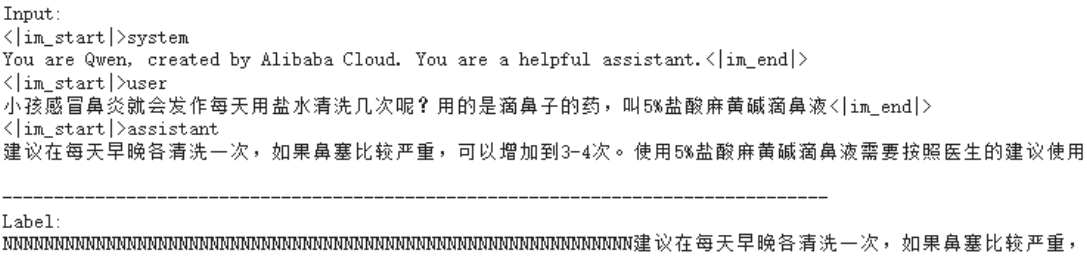 Input:
<|im_start|>system
You are Qwen, created by Alibaba Cloud. You are a helpful assistant.<|im_end|>
<|im_start|>user
小孩感冒鼻炎就会发作每天用盐水清洗几次呢？用的是滴鼻子的药，叫5%盐酸麻黄碱滴鼻液<|im_end|>
<|im_start|>assistant
建议在每天早晚各清洗一次，如果鼻塞比较严重，可以增加到3-4次。使用5%盐酸麻黄碱滴鼻液需要按照医生的建议使用
--------------------------------------------------------------------------------
Label:
NNNNNNNNNNNNNNNNNNNNNNNNNNNNNNNNNNNNNNNNNNNNNNNNNNNNNNNNNNNNN建议在每天早晚各清洗一次，如果鼻塞比较严重，